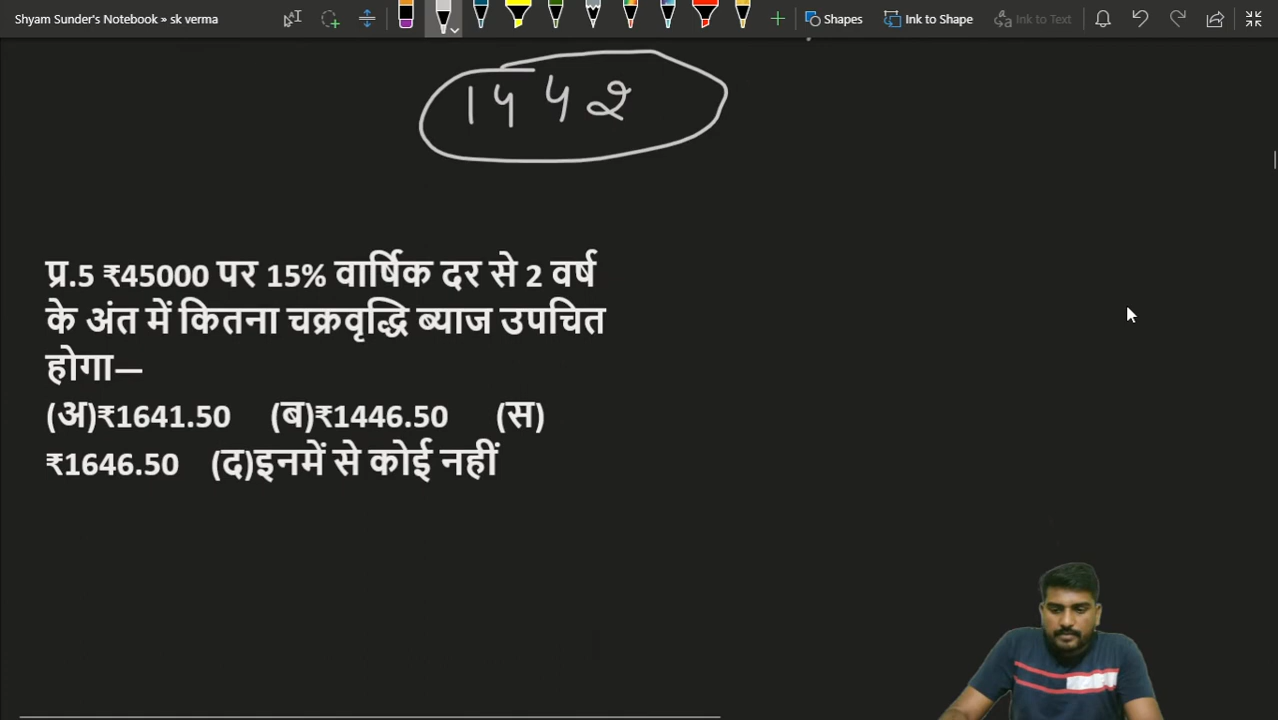 Shyam Sunder's Notebook » sk verma
Shapes
Ink to Shape
Ink to Text
1442
प्र.5 ₹45000 पर 15% वार्षिक दर से 2 वर्ष
के अंत में कितना चक्रवृद्धि ब्याज उपचित
होगा—
(अ)₹1641.50 (ब)₹1446.50 (स)
₹1646.50 (द)इनमें से कोई नहीं